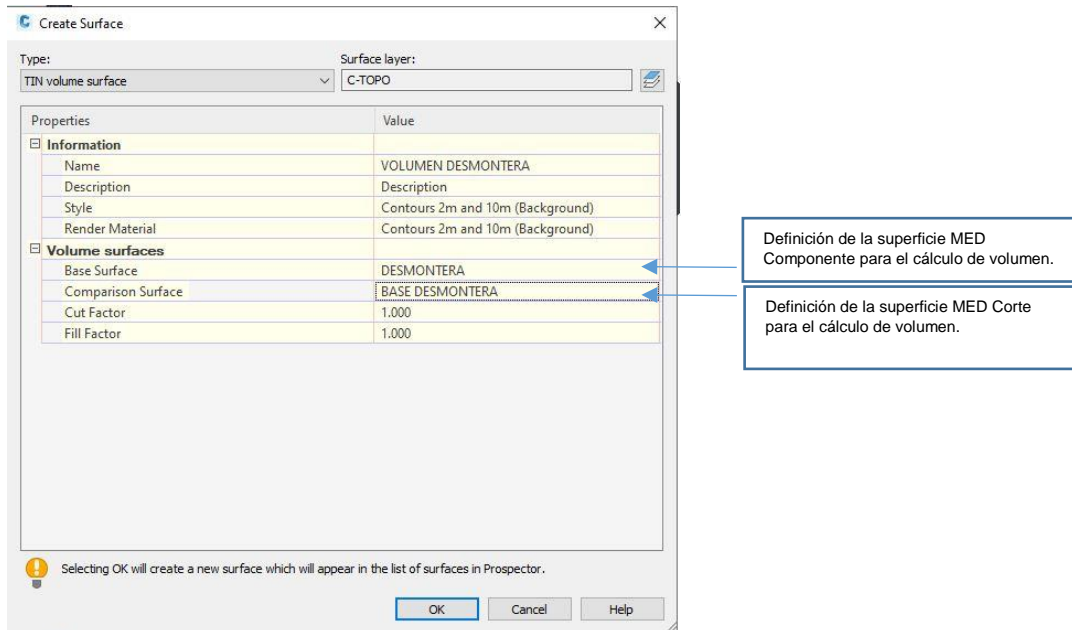 Create Surface
Type:
Surface layer:
TIN volume surface
C-TOPO
Properties
Value
Information
Name
VOLUMEN DESMONTERA
Description
Description
Style
Contours 2m and 10m (Background)
Render Material
Contours 2m and 10m (Background)
Volume surfaces
Base Surface
DESMONTERA
Comparison Surface
BASE DESMONTERA
Cut Factor
1.000
Fill Factor
1.000
Selecting OK will create a new surface which will appear in the list of surfaces in Prospector.
OK
Cancel
Help
Definición de la superficie MED
Componente para el cálculo de volumen.
Definición de la superficie MED Corte
para el cálculo de volumen.